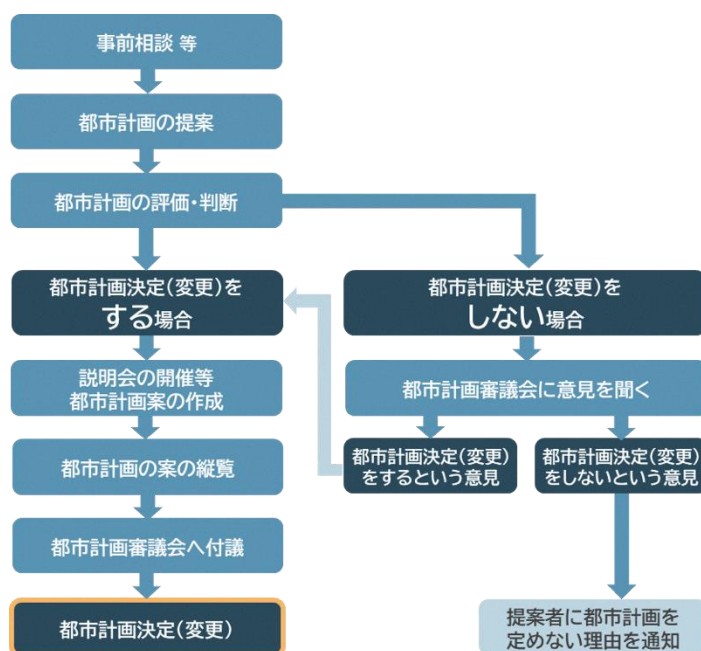 事前相談 等
都市計画の提案
都市計画の評価・判断
都市計画決定(変更)を
する場合
説明会の開催等
都市計画案の作成
都市計画の案の縦覧
都市計画審議会へ付議
都市計画決定(変更)
都市計画決定(変更)を
しない場合
都市計画審議会に意見を聞く
都市計画決定(変更)
をするという意見
都市計画決定(変更)
をしないという意見
提案者に都市計画を
定めない理由を通知